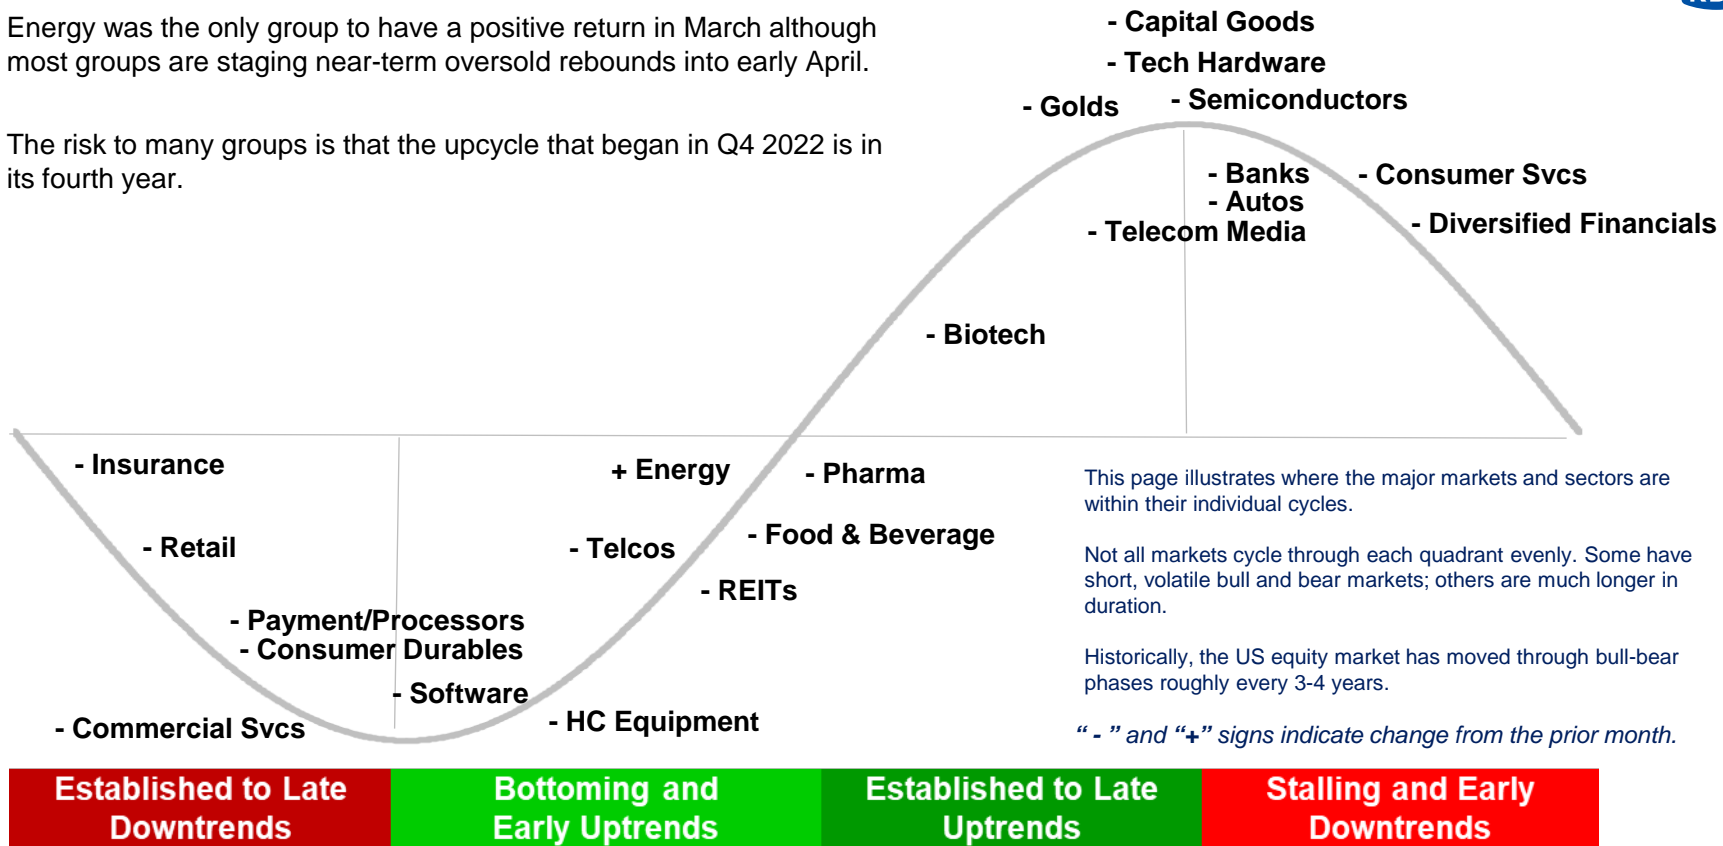 Energy was the only group to have a positive return in March although
most groups are staging near-term oversold rebounds into early April.
The risk to many groups is that the upcycle that began in Q4 2022 is in
its fourth year.
- Capital Goods
- Tech Hardware
- Golds
- Semiconductors
- Banks
- Consumer Svcs
- Autos
- Diversified Financials
- Telecom Media
- Biotech
- Insurance
+ Energy
- Pharma
- Retail
- Telcos
- Food & Beverage
- REITs
- Payment/Processors
- Consumer Durables
- Software
- HC Equipment
- Commercial Svcs
This page illustrates where the major markets and sectors are
within their individual cycles.
Not all markets cycle through each quadrant evenly. Some have
short, volatile bull and bear markets; others are much longer in
duration.
Historically, the US equity market has moved through bull-bear
phases roughly every 3-4 years.
“ - ” and “+” signs indicate change from the prior month.
Established to Late
Downtrends
Bottoming and
Early Uptrends
Established to Late
Uptrends
Stalling and Early
Downtrends